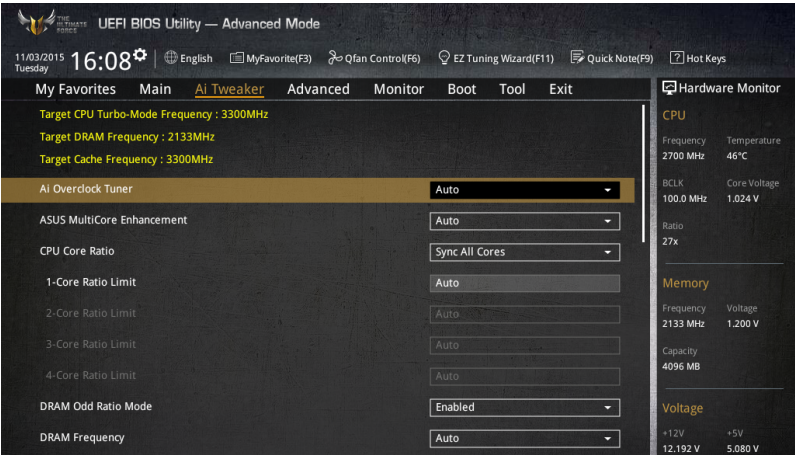 THE
ULTIMATE
FORCE
UEFI BIOS Utility — Advanced Mode
11/03/2015
Tuesday
16:08
English
MyFavorite(F3)
Qfan Control(F6)
EZ Tuning Wizard(F11)
Quick Note(F9)
? Hot Keys
My Favorites Main Ai Tweaker Advanced Monitor Boot Tool Exit
Hardware Monitor
Target CPU Turbo-Mode Frequency : 3300MHz
Target DRAM Frequency : 2133MHz
Target Cache Frequency : 3300MHz
Ai Overclock Tuner Auto
ASUS MultiCore Enhancement Auto
CPU Core Ratio Sync All Cores
1-Core Ratio Limit Auto
2-Core Ratio Limit Auto
3-Core Ratio Limit Auto
4-Core Ratio Limit Auto
DRAM Odd Ratio Mode Enabled
DRAM Frequency Auto
CPU
Frequency Temperature
2700 MHz 46°C
BCLK Core Voltage
100.0 MHz 1.024 V
Ratio
27x
Memory
Frequency Voltage
2133 MHz 1.200 V
Capacity
4096 MB
Voltage
+12V +5V
12.192 V 5.080 V